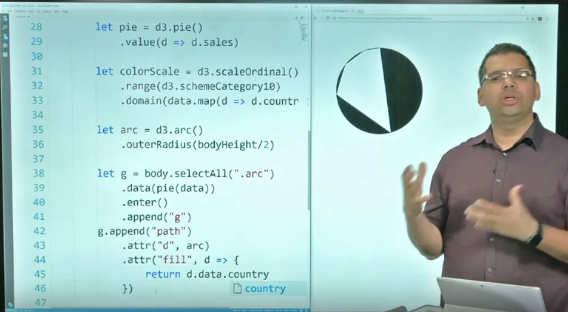 28 let pie = d3.pie()
29 .value(d => d.sales)
30
31 let colorScale = d3.scaleOrdinal()
32 .range(d3.schemeCategory10)
33 .domain(data.map(d => d.countr
34
35 let arc = d3.arc()
36 .outerRadius(bodyHeight/2)
37
38 let g = body.selectAll(".arc")
39 .data(pie(data))
40 .enter()
41 .append("g")
42 g.append("path")
43 .attr("d", arc)
44 .attr("fill", d => {
45 return d.data.country
46 }) country
47